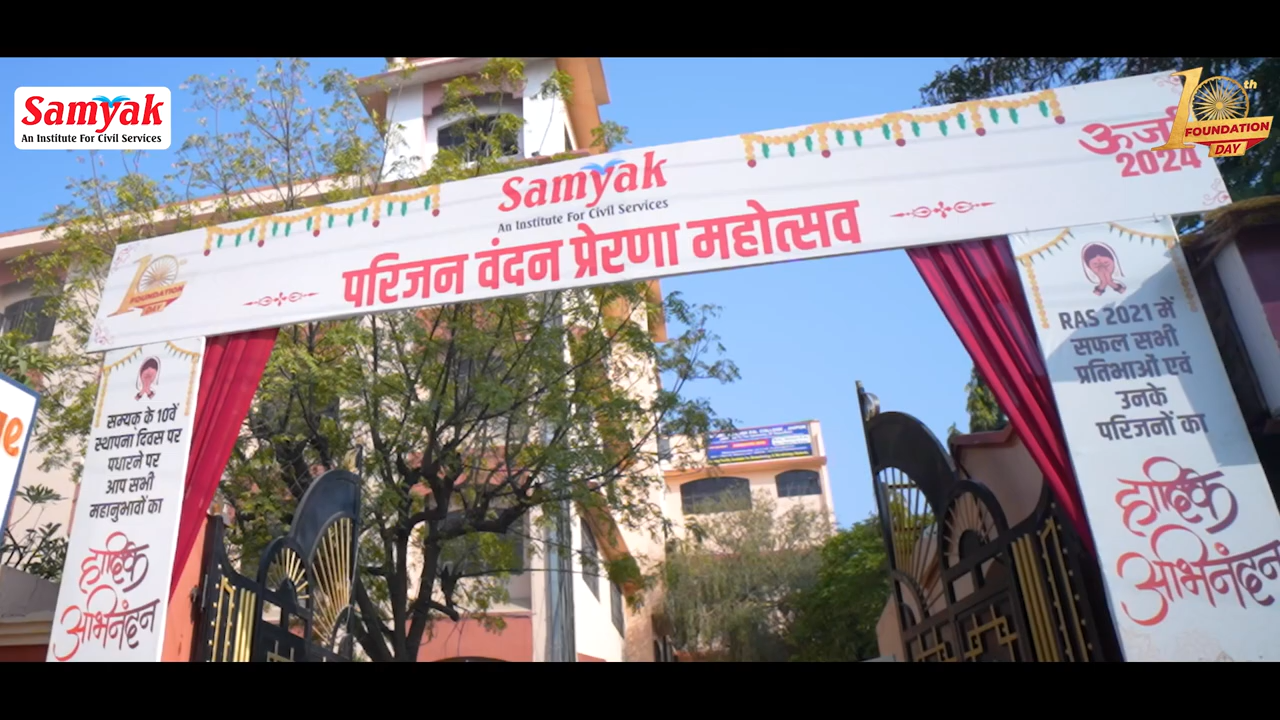 Samyak
An Institute For Civil Services
10th
FOUNDATION
DAY
Samyak
An Institute For Civil Services
परिजन वंदन प्रेरणा महोत्सव
2024
FOUNDATION
DAY
सम्यक् के 10वें
स्थापना दिवस पर
पधारने पर
आप सभी
महानुभावों का
हार्दिक
अभिनंदन
RAS 2021 में
सफल सभी
प्रतिभाओं एवं
उनके
परिजनों का
हार्दिक
अभिनंदन